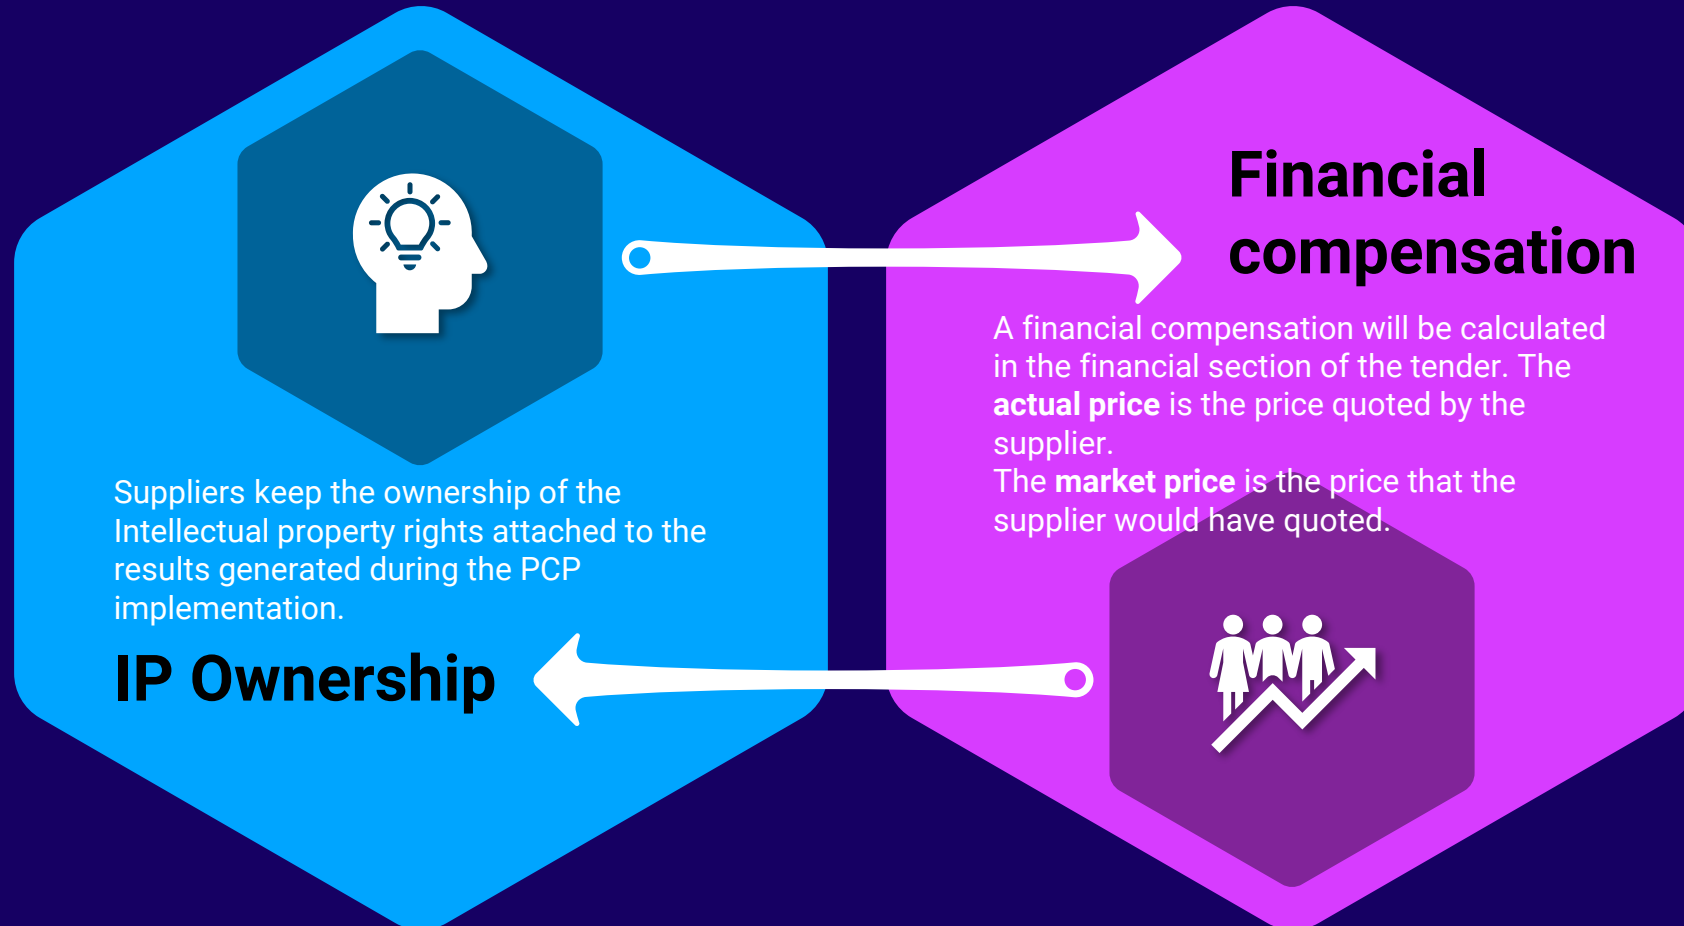 Suppliers keep the ownership of the
Intellectual property rights attached to the
results generated during the PCP
implementation.
IP Ownership
Financial
compensation
A financial compensation will be calculated
in the financial section of the tender. The
actual price is the price quoted by the
supplier.
The market price is the price that the
supplier would have quoted.